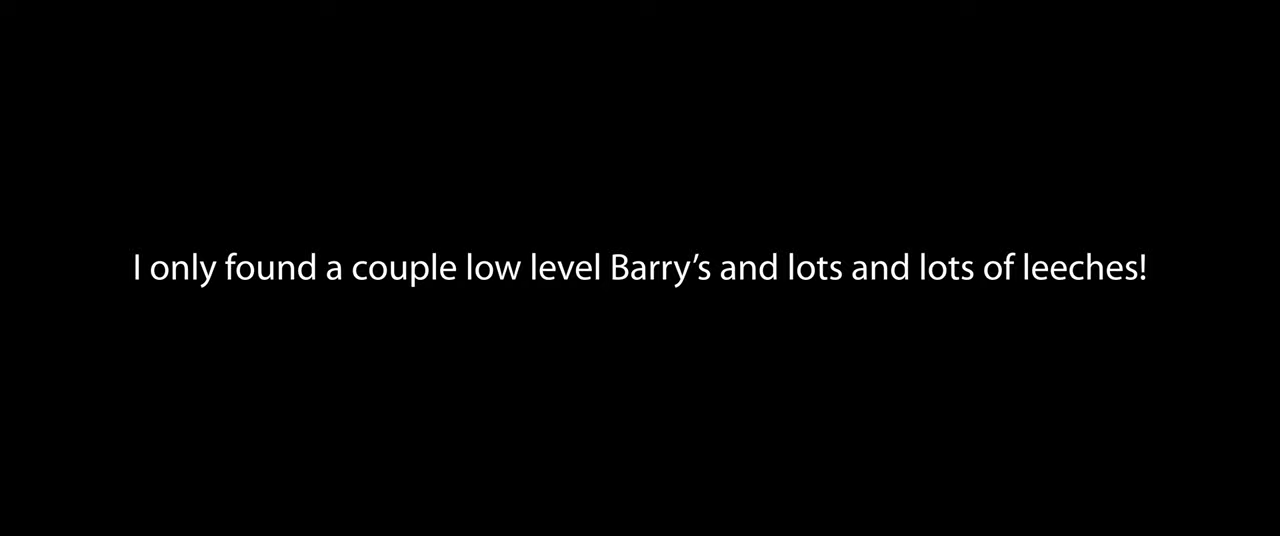 I only found a couple low level Barry’s and lots and lots of leeches!